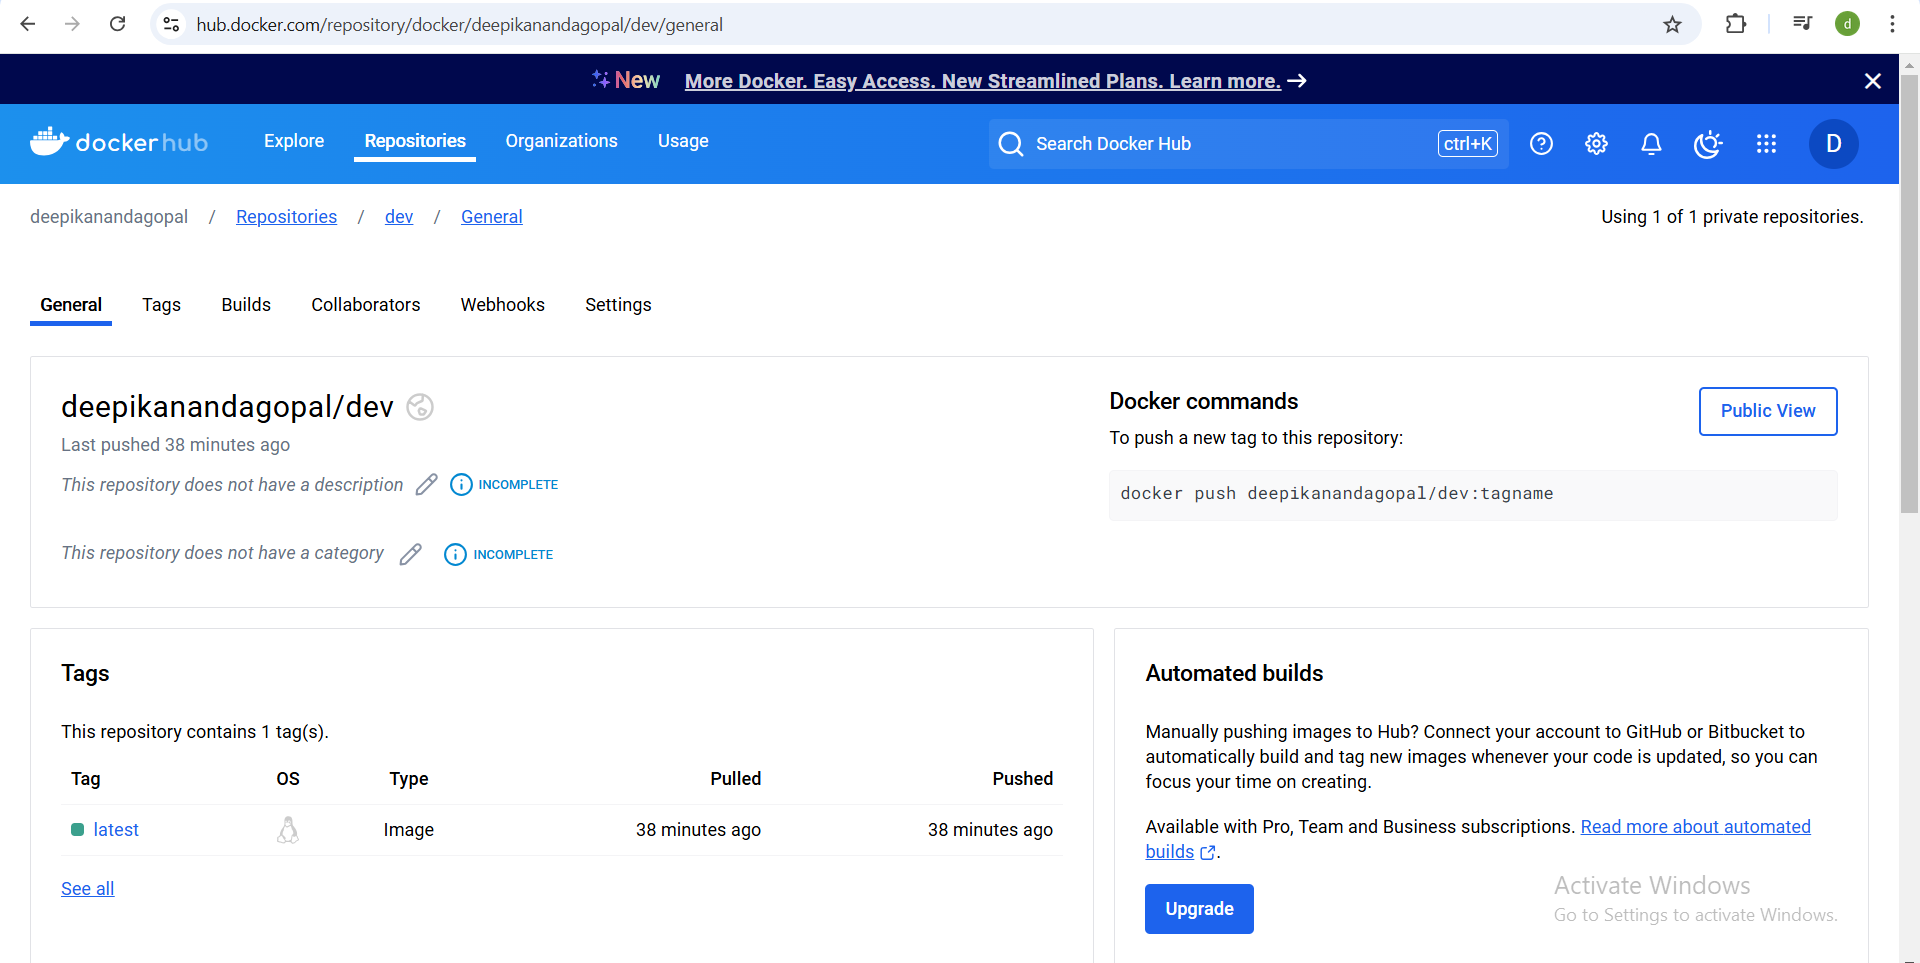 hub.docker.com/repository/docker/deepikanandagopal/dev/general
d
New More Docker. Easy Access. New Streamlined Plans. Learn more. →
dockerhub Explore Repositories Organizations Usage Search Docker Hub ctrl+K D
deepikanandagopal / Repositories / dev / General Using 1 of 1 private repositories.
General Tags Builds Collaborators Webhooks Settings
deepikanandagopal/dev
Last pushed 38 minutes ago
This repository does not have a description INCOMPLETE
This repository does not have a category INCOMPLETE
Docker commands
Public View
To push a new tag to this repository:
docker push deepikanandagopal/dev:tagname
Tags
This repository contains 1 tag(s).
Tag OS Type Pulled Pushed
latest Image 38 minutes ago 38 minutes ago
See all
Automated builds
Manually pushing images to Hub? Connect your account to GitHub or Bitbucket to
automatically build and tag new images whenever your code is updated, so you can
focus your time on creating.
Available with Pro, Team and Business subscriptions. Read more about automated
builds.
Upgrade
Activate Windows
Go to Settings to activate Windows.